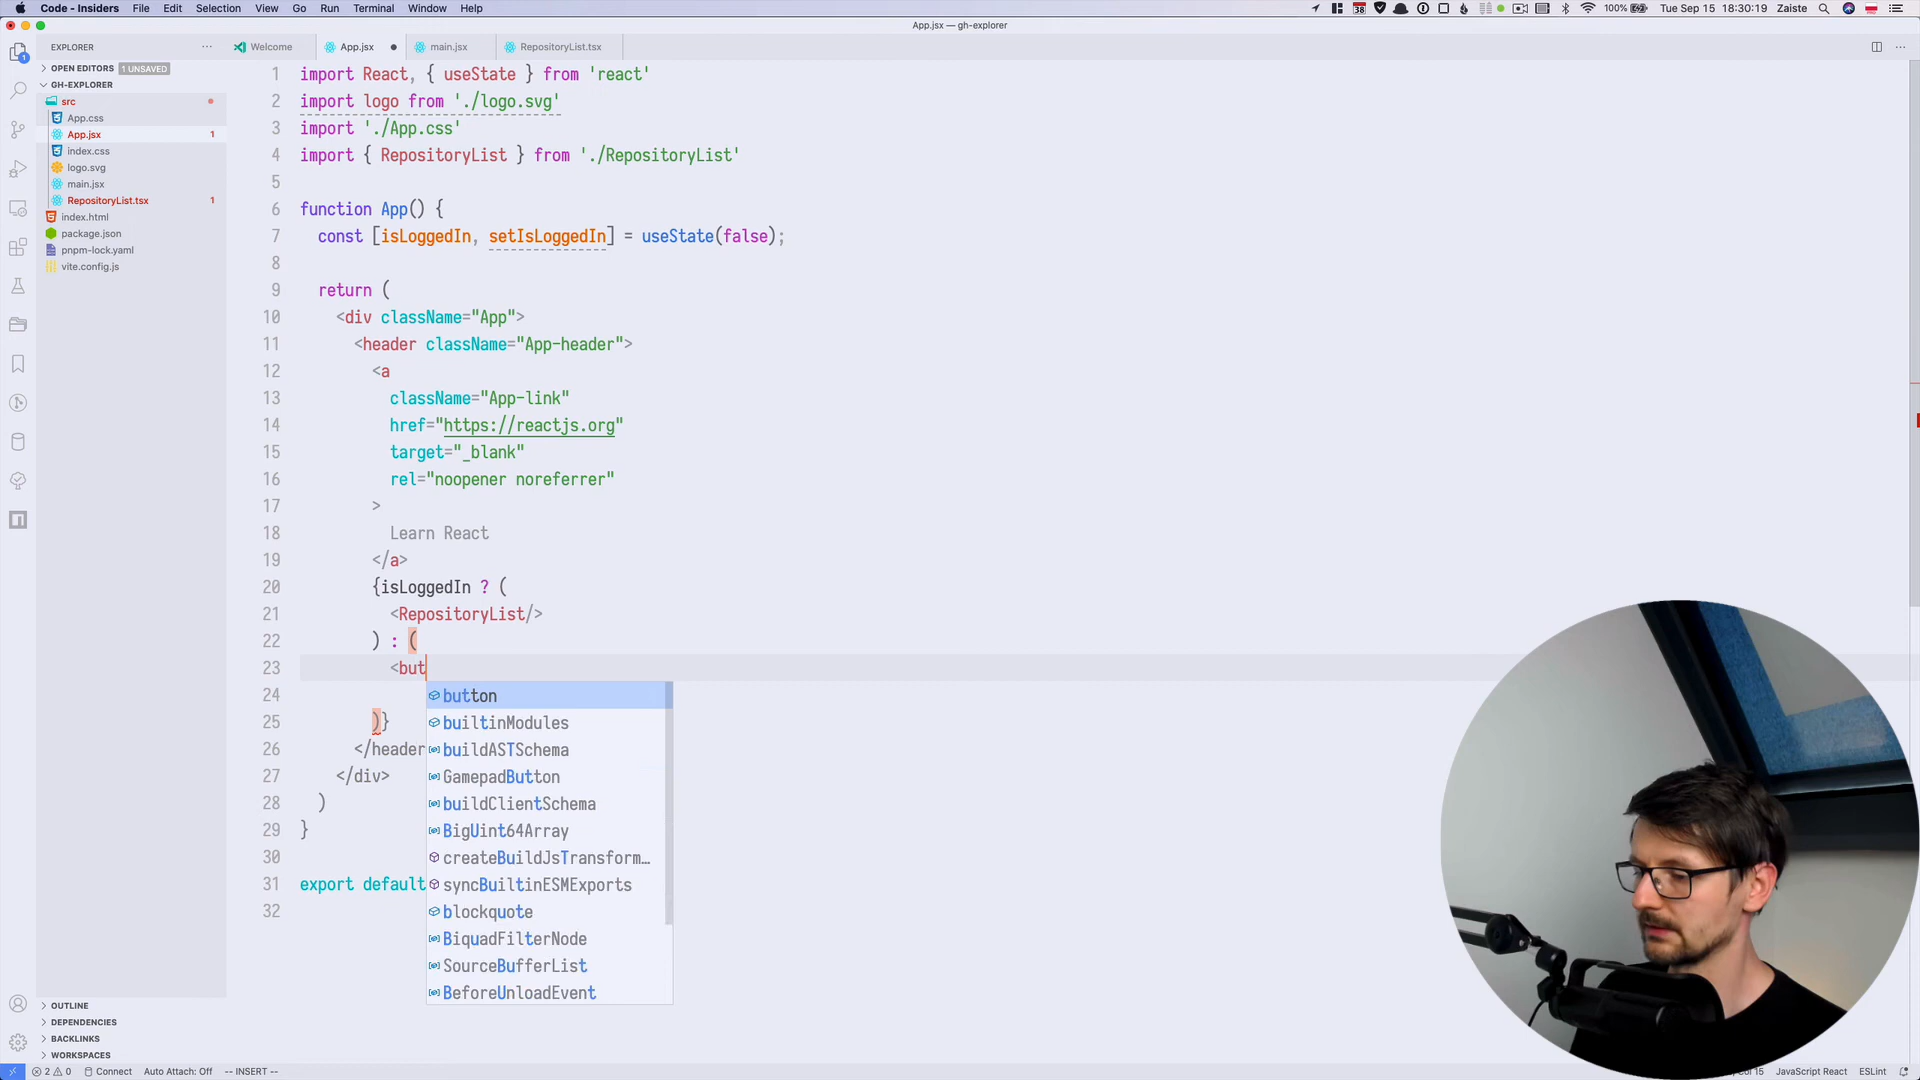 Code - Insiders File Edit Selection View Go Run Terminal Window Help
38 100% Tue Sep 15 18:30:19 Zaiste
App.jsx — gh-explorer
EXPLORER ···
Welcome
App.jsx
main.jsx
RepositoryList.tsx
OPEN EDITORS 1 UNSAVED
GH-EXPLORER
src
App.css
App.jsx 1
index.css
logo.svg
main.jsx
RepositoryList.tsx 1
index.html
package.json
pnpm-lock.yaml
vite.config.js
1 import React, { useState } from 'react'
2 import logo from './logo.svg'
3 import './App.css'
4 import { RepositoryList } from './RepositoryList'
5
6 function App() {
7 const [isLoggedIn, setIsLoggedIn] = useState(false);
8
9 return (
10 <div className="App">
11 <header className="App-header">
12 <a
13 className="App-link"
14 href="https://reactjs.org"
15 target="_blank"
16 rel="noopener noreferrer"
17 >
18 Learn React
19 </a>
20 {isLoggedIn ? (
21 <RepositoryList/>
22 ) : (
23 <but
24
25 )}
26 </header
27 </div>
28 )
29 }
30
31 export default
32
button
builtinModules
buildASTSchema
GamepadButton
buildClientSchema
BigUint64Array
createBuildJsTransform...
syncBuiltinESMExports
blockquote
BiquadFilterNode
SourceBufferList
BeforeUnloadEvent
OUTLINE
DEPENDENCIES
BACKLINKS
WORKSPACES
2 0 Connect Auto Attach: Off -- INSERT --
Col 15 JavaScript React ESLint